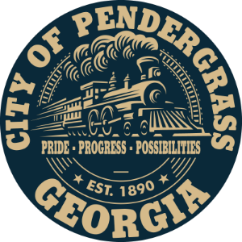 CITY OF PENDERGRASS
PRIDE · PROGRESS · POSSIBILITIES
★ EST. 1890 ★
GEORGIA